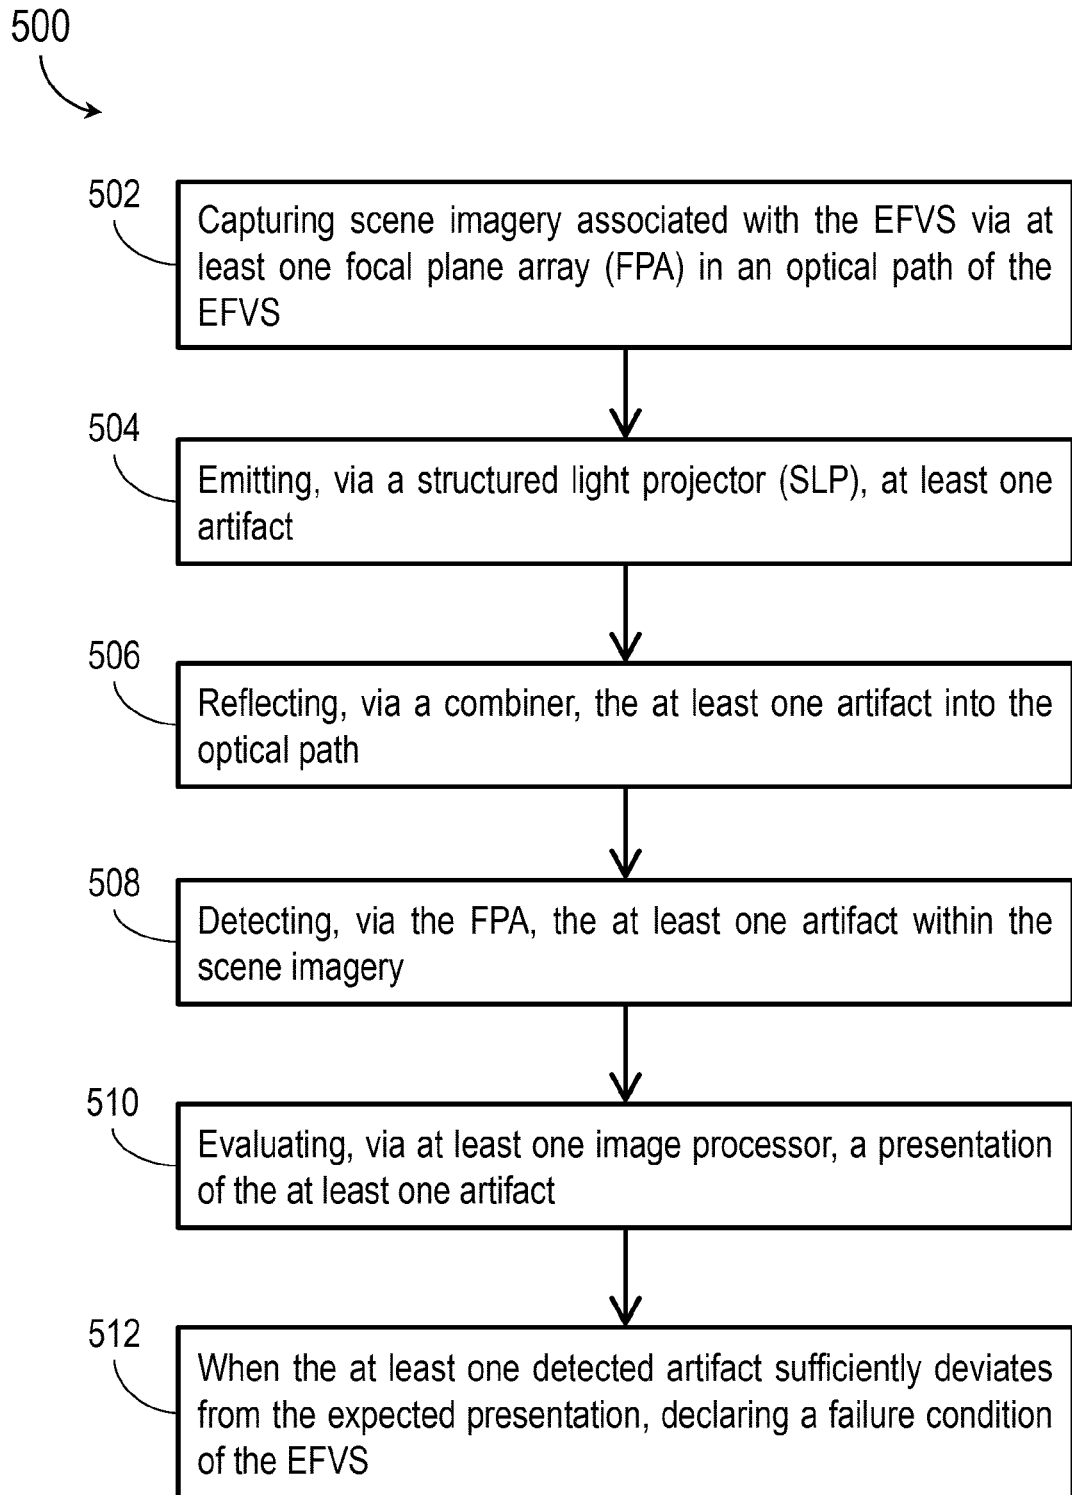 500
502
Capturing scene imagery associated with the EFVS via at
least one focal plane array (FPA) in an optical path of the
EFVS
504
Emitting, via a structured light projector (SLP), at least one
artifact
506
Reflecting, via a combiner, the at least one artifact into the
optical path
508
Detecting, via the FPA, the at least one artifact within the
scene imagery
510
Evaluating, via at least one image processor, a presentation
of the at least one artifact
512
When the at least one detected artifact sufficiently deviates
from the expected presentation, declaring a failure condition
of the EFVS